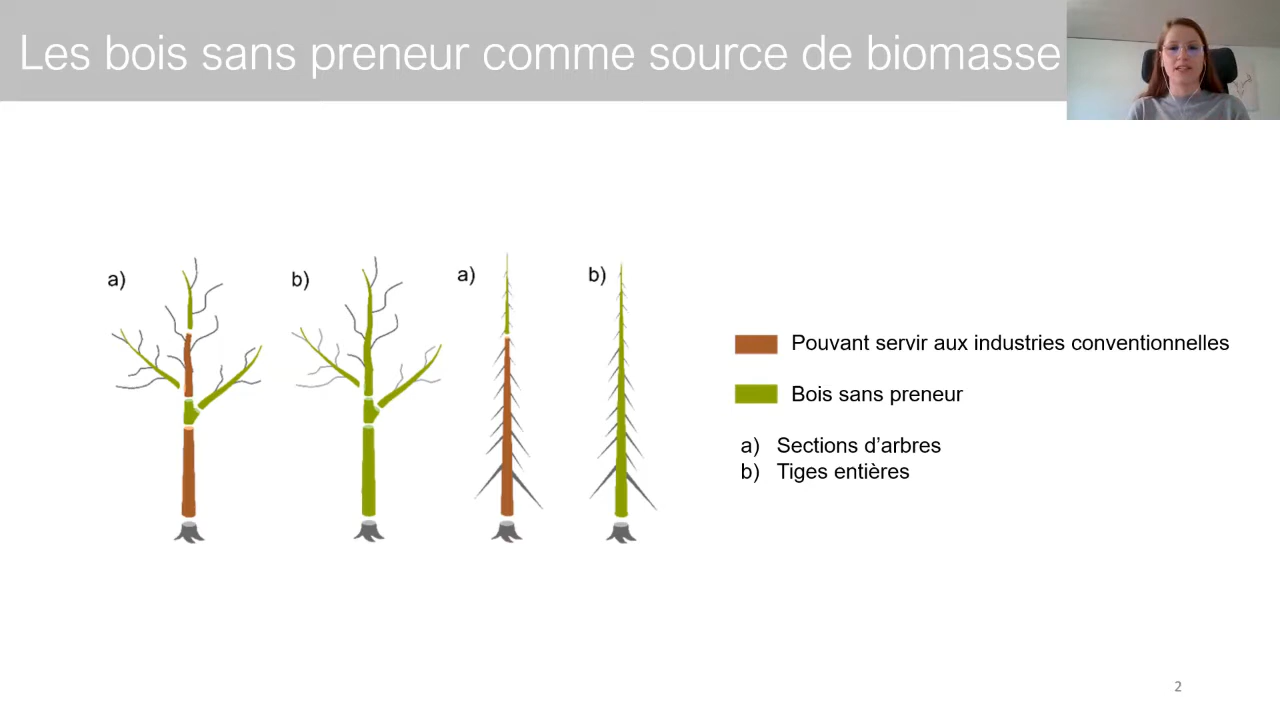 Les bois sans preneur comme source de biomasse
a)
b)
a)
b)
Pouvant servir aux industries conventionnelles
Bois sans preneur
a) Sections d’arbres
b) Tiges entières
2